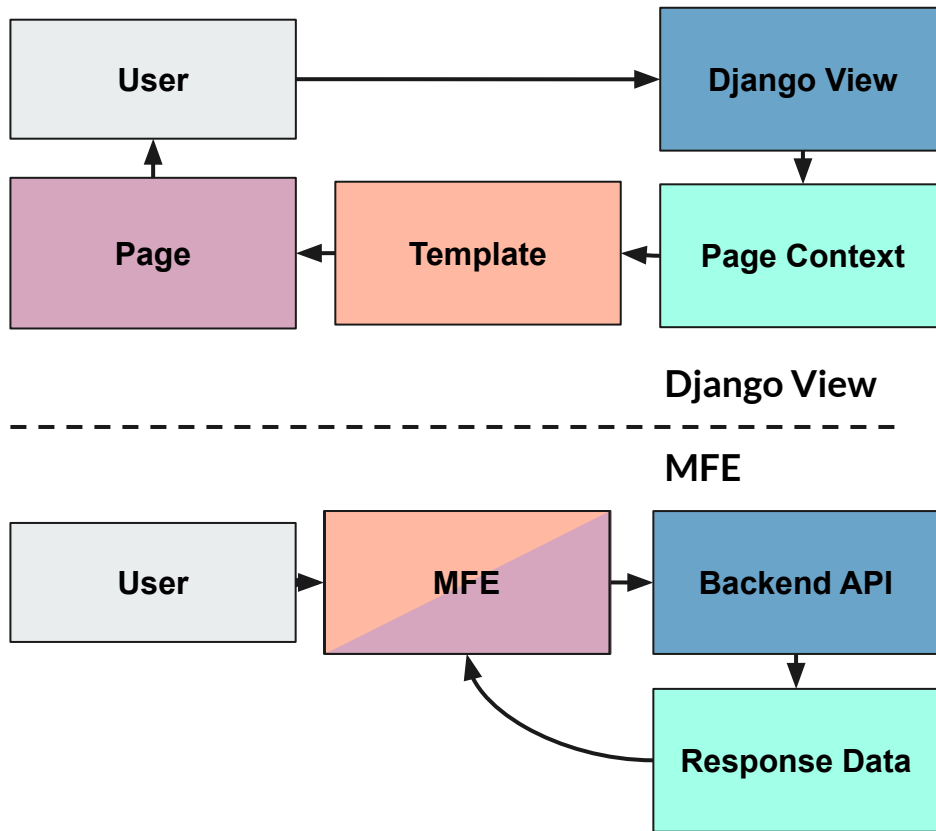 User
Django View
Page
Template
Page Context
Django View
MFE
User
MFE
Backend API
Response Data